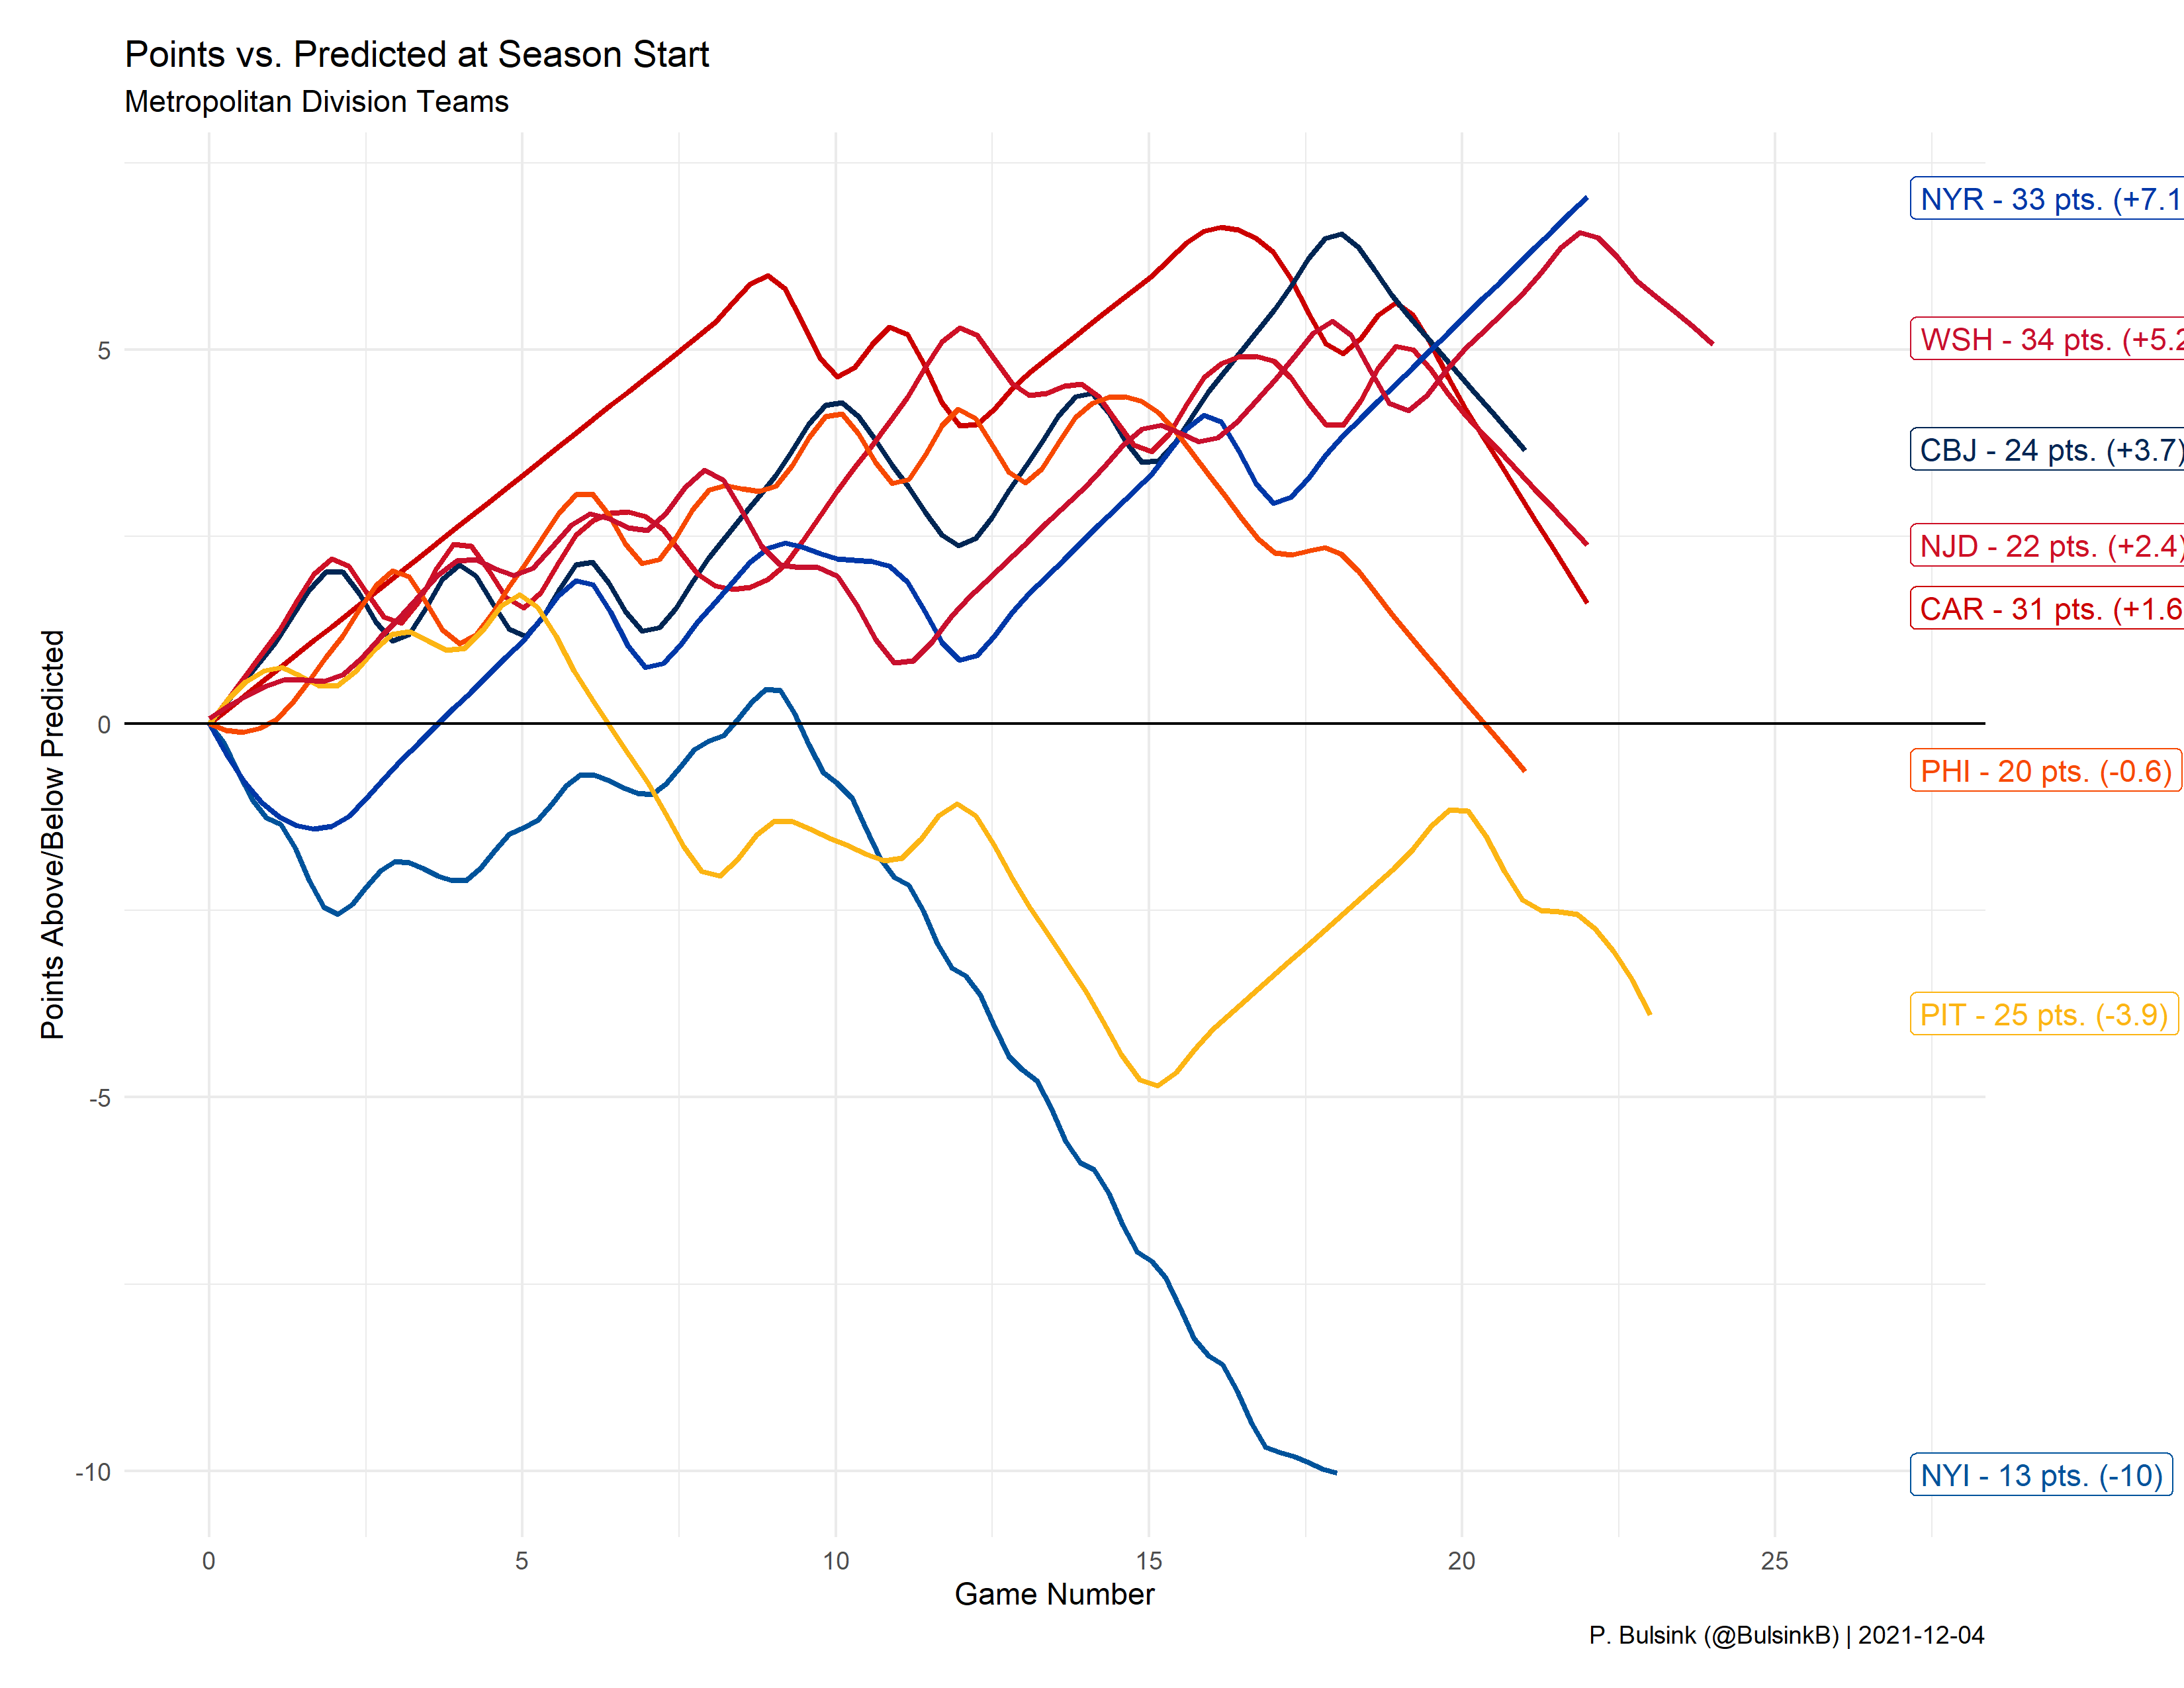 Points vs. Predicted at Season Start
Metropolitan Division Teams
Points Above/Below Predicted
5
0
-5
-10
NYR - 33 pts. (+7.1
WSH - 34 pts. (+5.2
CBJ - 24 pts. (+3.7)
NJD - 22 pts. (+2.4)
CAR - 31 pts. (+1.6
PHI - 20 pts. (-0.6)
PIT - 25 pts. (-3.9)
NYI - 13 pts. (-10)
0 5 10 15 20 25
Game Number
P. Bulsink (@BulsinkB) | 2021-12-04